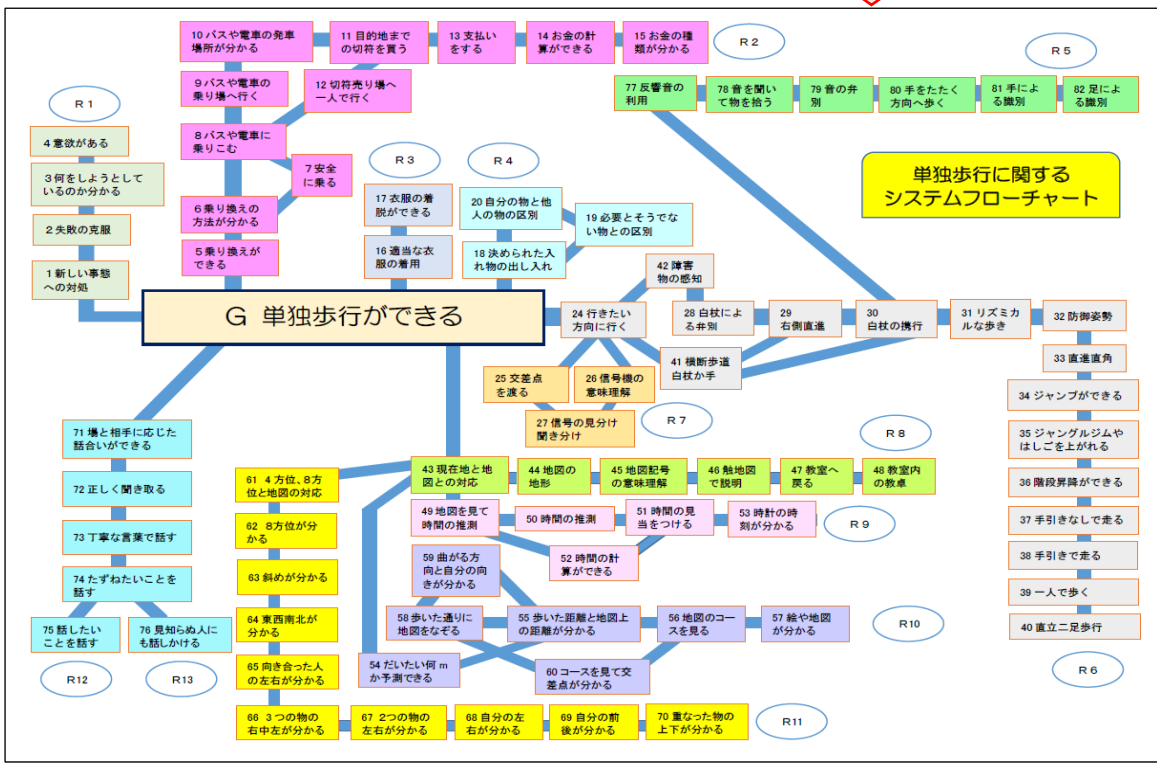 10 バスや電車の発車
場所が分かる
11 目的地まで
の切符を買う
13 支払い
をする
14 お金の計
算ができる
15 お金の種
類が分かる
R 2
9 バスや電車の
乗り場へ行く
12 切符売り場へ
一人で行く
8 バスや電車に
乗りこむ
7 安全
に乗る
6 乗り換えの
方法が分かる
5 乗り換えが
できる
R 1
4 意欲がある
3 何をしようとして
いるのか分かる
2 失敗の克服
1 新しい事態
への対処
R 3
17 衣服の着
脱ができる
16 適当な衣
服の着用
R 4
20 自分の物と他
人の物の区別
19 必要とそうでな
い物との区別
18 決められた入
れ物の出し入れ
R 5
77 反響音の
利用
78 音を聞い
て物を拾う
79 音の弁
別
80 手をたたく
方向へ歩く
81 手によ
る識別
82 足によ
る識別
単独歩行に関する
システムフローチャート
G 単独歩行ができる
24 行きたい
方向に行く
42 障害
物の感知
28 白杖によ
る弁別
29
右側直進
30
白杖の携行
31 リズミカ
ルな歩き
32 防御姿勢
33 直進直角
34 ジャンプができる
35 ジャングルジムや
はしごを上がれる
36 階段昇降ができる
37 手引きなしで走る
38 手引きで走る
39 一人で歩く
40 直立二足歩行
R 6
41 横断歩道
白杖か手
25 交差点
を渡る
26 信号機の
意味理解
27 信号の見分け
聞き分け
R 7
R 8
43 現在地と地
図との対応
44 地図の
地形
45 地図記号
の意味理解
46 触地図
で説明
47 教室へ
戻る
48 教室内
の教卓
49 地図を見て
時間の推測
50 時間の推測
51 時間の見
当をつける
53 時計の時
刻が分かる
R 9
52 時間の計
算ができる
59 曲がる方
向と自分の向
きが分かる
58 歩いた通りに
地図をなぞる
55 歩いた距離と地図上
の距離が分かる
56 地図のコー
スを見る
57 絵や地図
が分かる
R10
54 だいたい何 m
か予測できる
60 コースを見て交
差点が分かる
61 4 方位、8方
位と地図の対応
62 8方位が分
かる
63 斜めが分かる
64 東西南北が
分かる
65 向き合った人
の左右が分かる
66 3 つの物の
右中左が分かる
67 2つの物の
左右が分かる
68 自分の左
右が分かる
69 自分の前
後が分かる
70 重なった物の
上下が分かる
R11
71 場と相手に応じた
話合いができる
72 正しく聞き取る
73 丁寧な言葉で話す
74 たずねたいことを
話す
75 話したい
ことを話す
76 見知らぬ人に
も話しかける
R12
R13